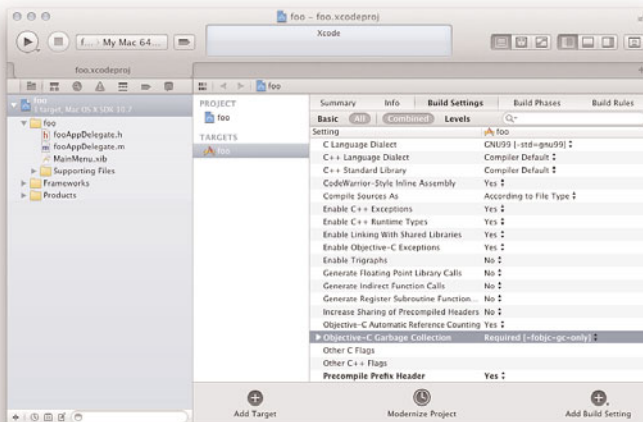 foo – foo.xcodeproj
f... My Mac 64...
Xcode
foo.xcodeproj
foo
foo
1 target, Mac OS X SDK 10.7
foo
fooAppDelegate.h
fooAppDelegate.m
MainMenu.xib
Supporting Files
Frameworks
Products
PROJECT
foo
TARGETS
foo
Summary Info Build Settings Build Phases Build Rules
Basic All Combined Levels
Setting foo
C Language Dialect GNU99 [-std=gnu99]
C++ Language Dialect Compiler Default
C++ Standard Library Compiler Default
CodeWarrior-Style Inline Assembly Yes
Compile Sources As According to File Type
Enable C++ Exceptions Yes
Enable C++ Runtime Types Yes
Enable Linking With Shared Libraries Yes
Enable Objective-C Exceptions Yes
Enable Trigraphs No
Generate Floating Point Library Calls No
Generate Indirect Function Calls No
Generate Register Subroutine Function... No
Increase Sharing of Precompiled Headers No
Objective-C Automatic Reference Counting Yes
Objective-C Garbage Collection Required [-fobjc-gc-only]
Other C Flags
Other C++ Flags
Precompile Prefix Header Yes
Add Target Modernize Project Add Build Setting